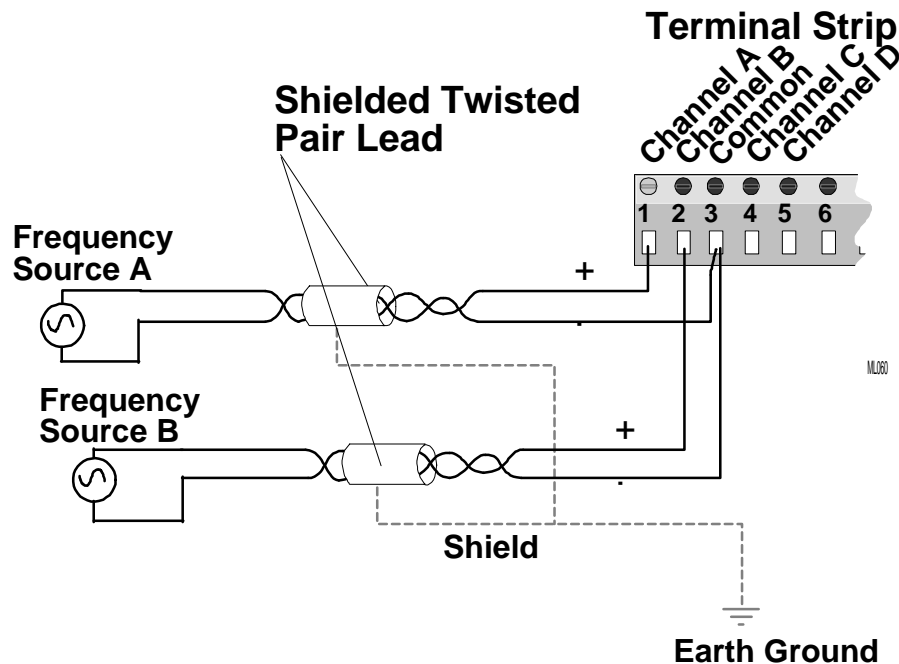 Terminal Strip
Channel A
Channel B
Common
Channel C
Channel D
Shielded Twisted
Pair Lead
1 2 3 4 5 6
Frequency
Source A
+
-
ML060
Frequency
Source B
+
-
Shield
Earth Ground